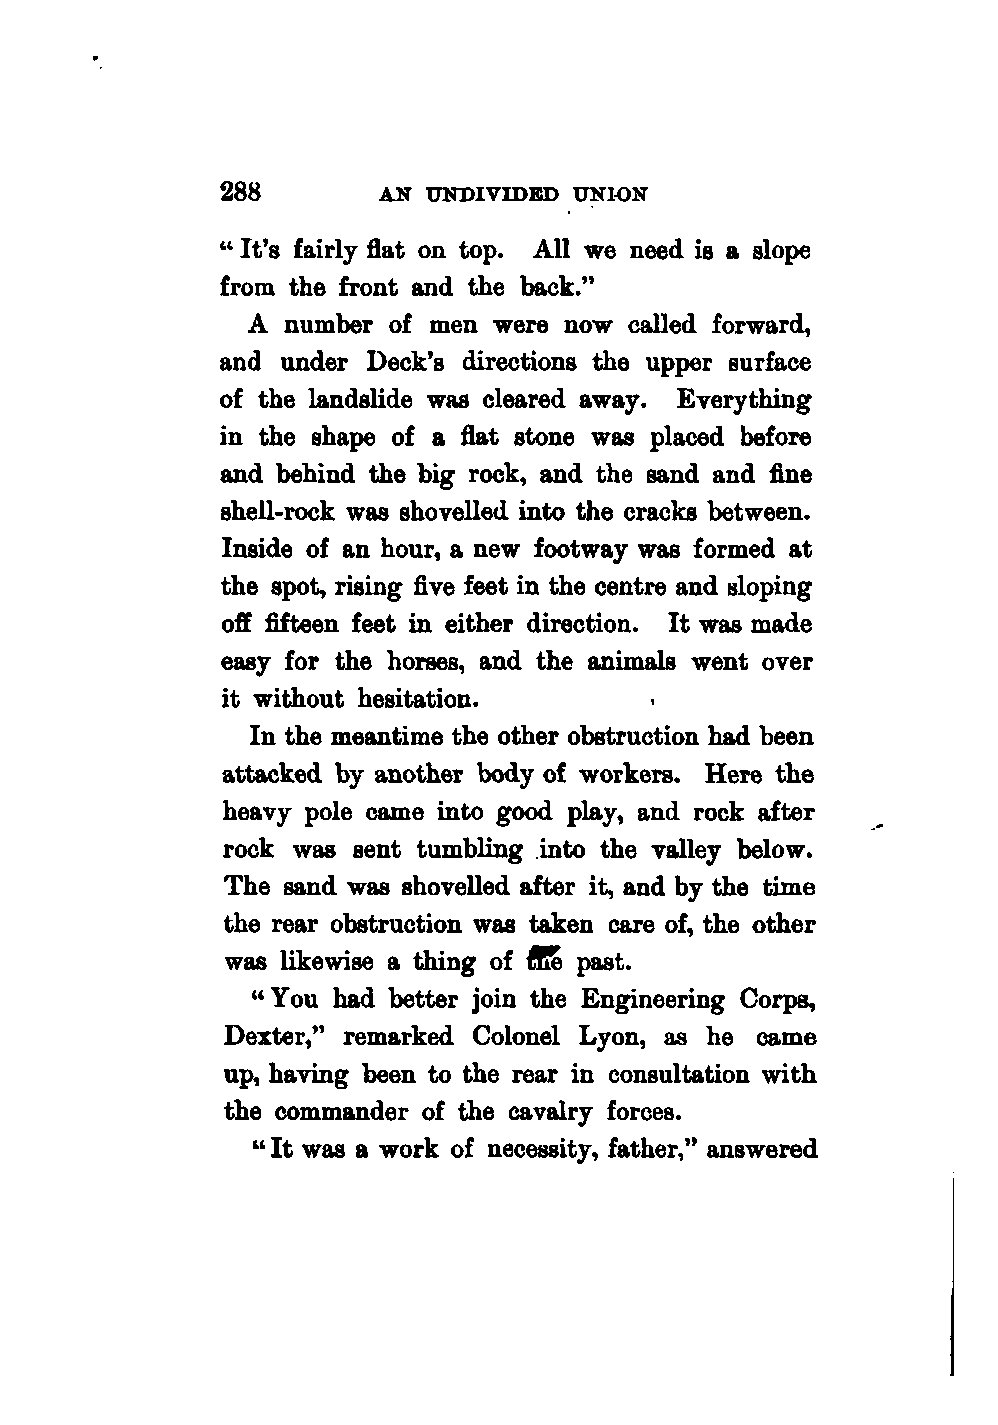 288 AN UNDIVIDED UNION
“It’s fairly flat on top. All we need is a slope
from the front and the back.”
A number of men were now called forward,
and under Deck’s directions the upper surface
of the landslide was cleared away. Everything
in the shape of a flat stone was placed before
and behind the big rock, and the sand and fine
shell-rock was shovelled into the cracks between.
Inside of an hour, a new footway was formed at
the spot, rising five feet in the centre and sloping
off fifteen feet in either direction. It was made
easy for the horses, and the animals went over
it without hesitation.
In the meantime the other obstruction had been
attacked by another body of workers. Here the
heavy pole came into good play, and rock after
rock was sent tumbling into the valley below.
The sand was shovelled after it, and by the time
the rear obstruction was taken care of, the other
was likewise a thing of the past.
“You had better join the Engineering Corps,
Dexter,” remarked Colonel Lyon, as he came
up, having been to the rear in consultation with
the commander of the cavalry forces.
“It was a work of necessity, father,” answered